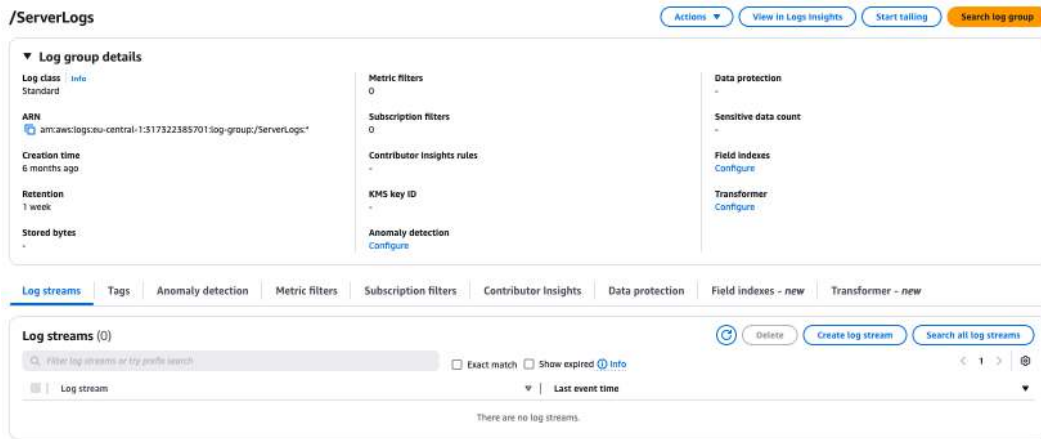 /ServerLogs
Actions ▼
View in Logs Insights
Start tailing
Search log group
▼ Log group details
Log class | Info
Standard
ARN
arn:aws:logs:eu-central-1:317322385701:log-group:/ServerLogs:*
Creation time
6 months ago
Retention
1 week
Stored bytes
-
Metric filters
0
Subscription filters
0
Contributor Insights rules
-
KMS key ID
-
Anomaly detection
Configure
Data protection
-
Sensitive data count
-
Field indexes
Configure
Transformer
Configure
Log streams
Tags
Anomaly detection
Metric filters
Subscription filters
Contributor Insights
Data protection
Field indexes - new
Transformer - new
Log streams (0)
Delete
Create log stream
Search all log streams
Filter log streams or try prefix search
Exact match
Show expired
Info
< 1 >
Log stream
Last event time
There are no log streams.